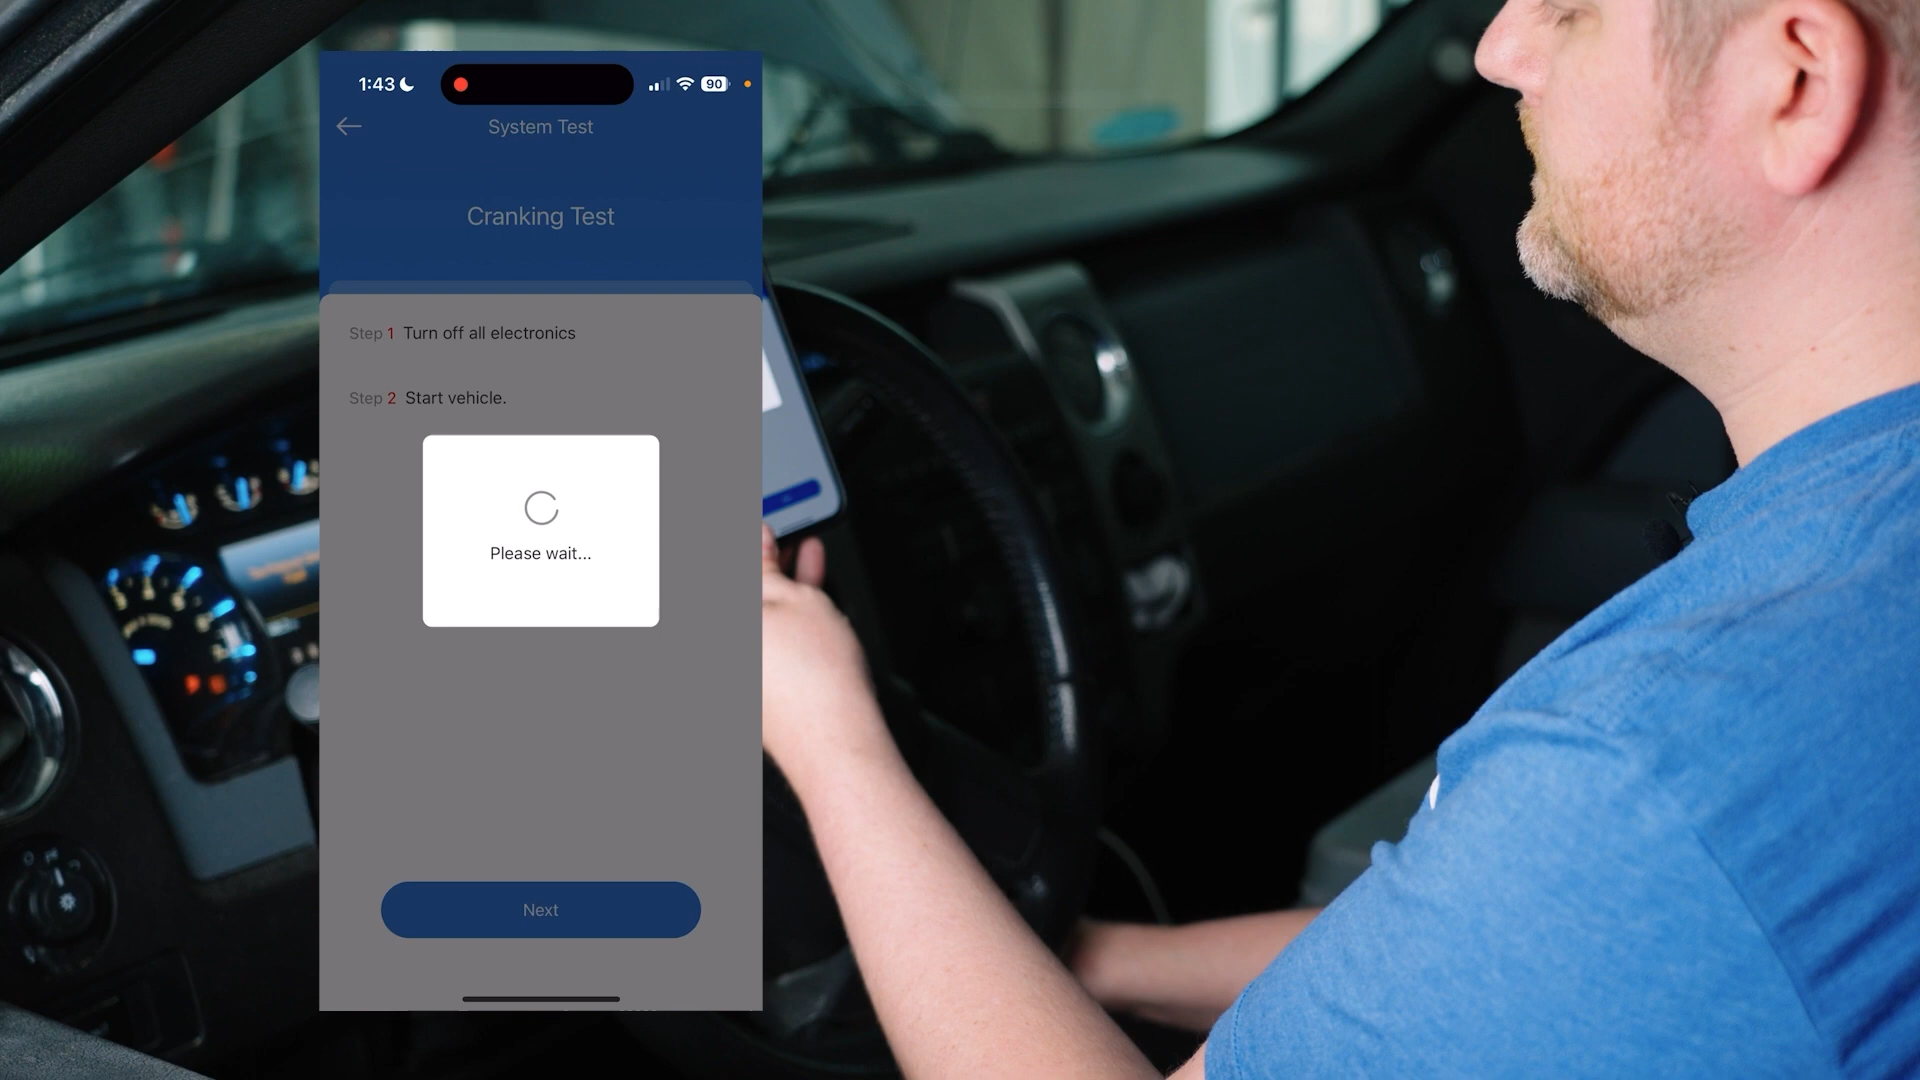 1:43
90
System Test
Cranking Test
Step 1 Turn off all electronics
Step 2 Start vehicle.
Please wait...
Next